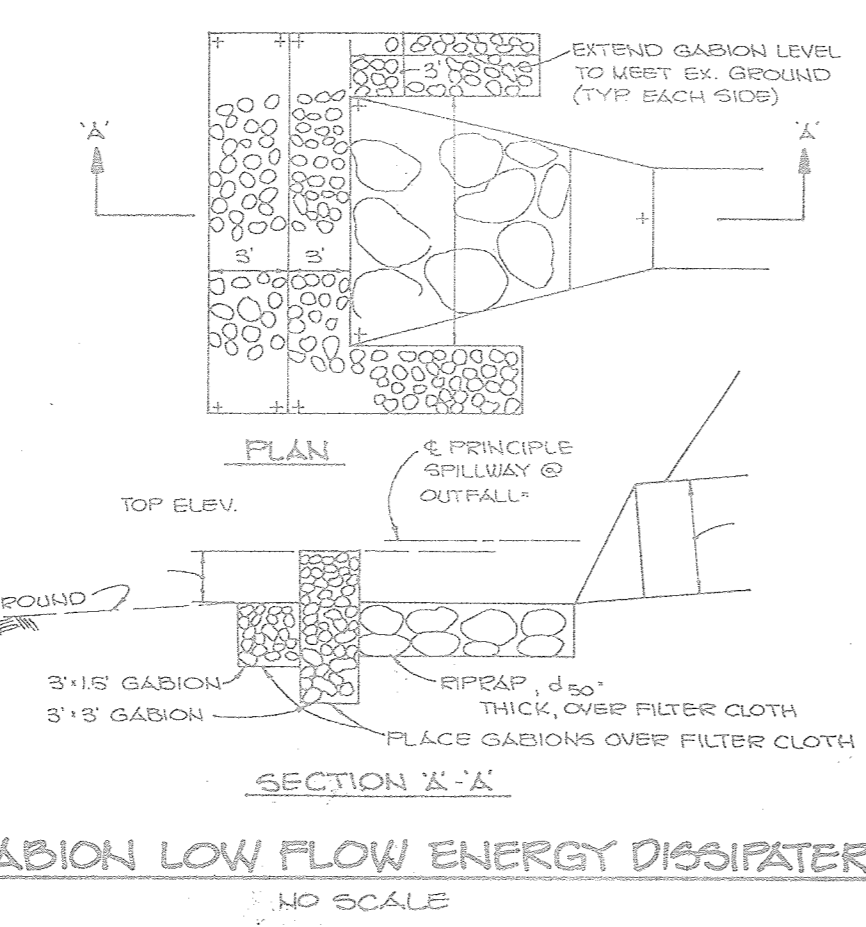 EXTEND GABION LEVEL
TO MEET EX. GROUND
(TYP. EACH SIDE)
3'
'A'
'A'
3'
3'
PLAN
℄ PRINCIPLE
SPILLWAY @
OUTFALL=
TOP ELEV.
ROUND
3'x1.5' GABION
3'x3' GABION
RIPRAP, d50=
THICK, OVER FILTER CLOTH
PLACE GABIONS OVER FILTER CLOTH
SECTION 'A'-'A'
ABION LOW FLOW ENERGY DISSIPATER
NO SCALE